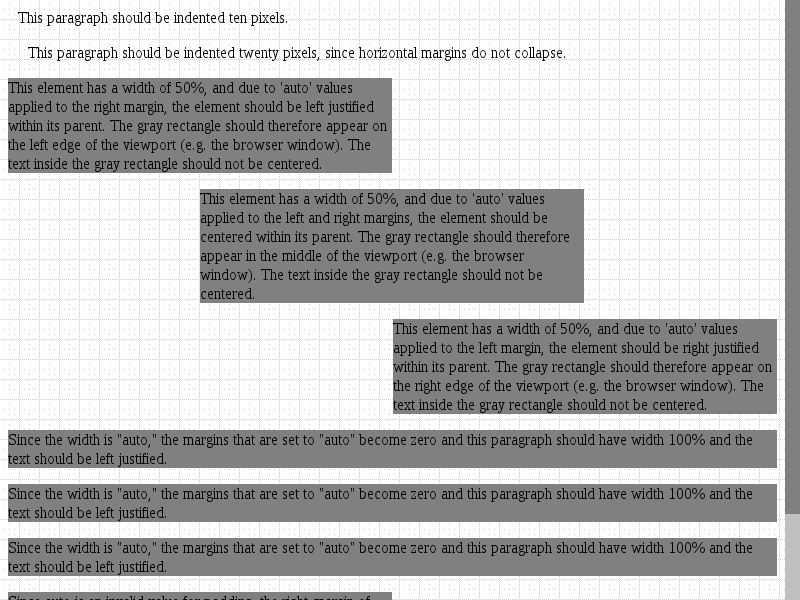 This paragraph should be indented ten pixels.
This paragraph should be indented twenty pixels, since horizontal margins do not collapse.
This element has a width of 50%, and due to 'auto' values
applied to the right margin, the element should be left justified
within its parent. The gray rectangle should therefore appear on
the left edge of the viewport (e.g. the browser window). The
text inside the gray rectangle should not be centered.
This element has a width of 50%, and due to 'auto' values
applied to the left and right margins, the element should be
centered within its parent. The gray rectangle should therefore
appear in the middle of the viewport (e.g. the browser
window). The text inside the gray rectangle should not be
centered.
This element has a width of 50%, and due to 'auto' values
applied to the left margin, the element should be right justified
within its parent. The gray rectangle should therefore appear on
the right edge of the viewport (e.g. the browser window). The
text inside the gray rectangle should not be centered.
Since the width is "auto," the margins that are set to "auto" become zero and this paragraph should have width 100% and the
text should be left justified.
Since the width is "auto," the margins that are set to "auto" become zero and this paragraph should have width 100% and the
text should be left justified.
Since the width is "auto," the margins that are set to "auto" become zero and this paragraph should have width 100% and the
text should be left justified.
Since auto is an invalid value for padding, the right-margin of